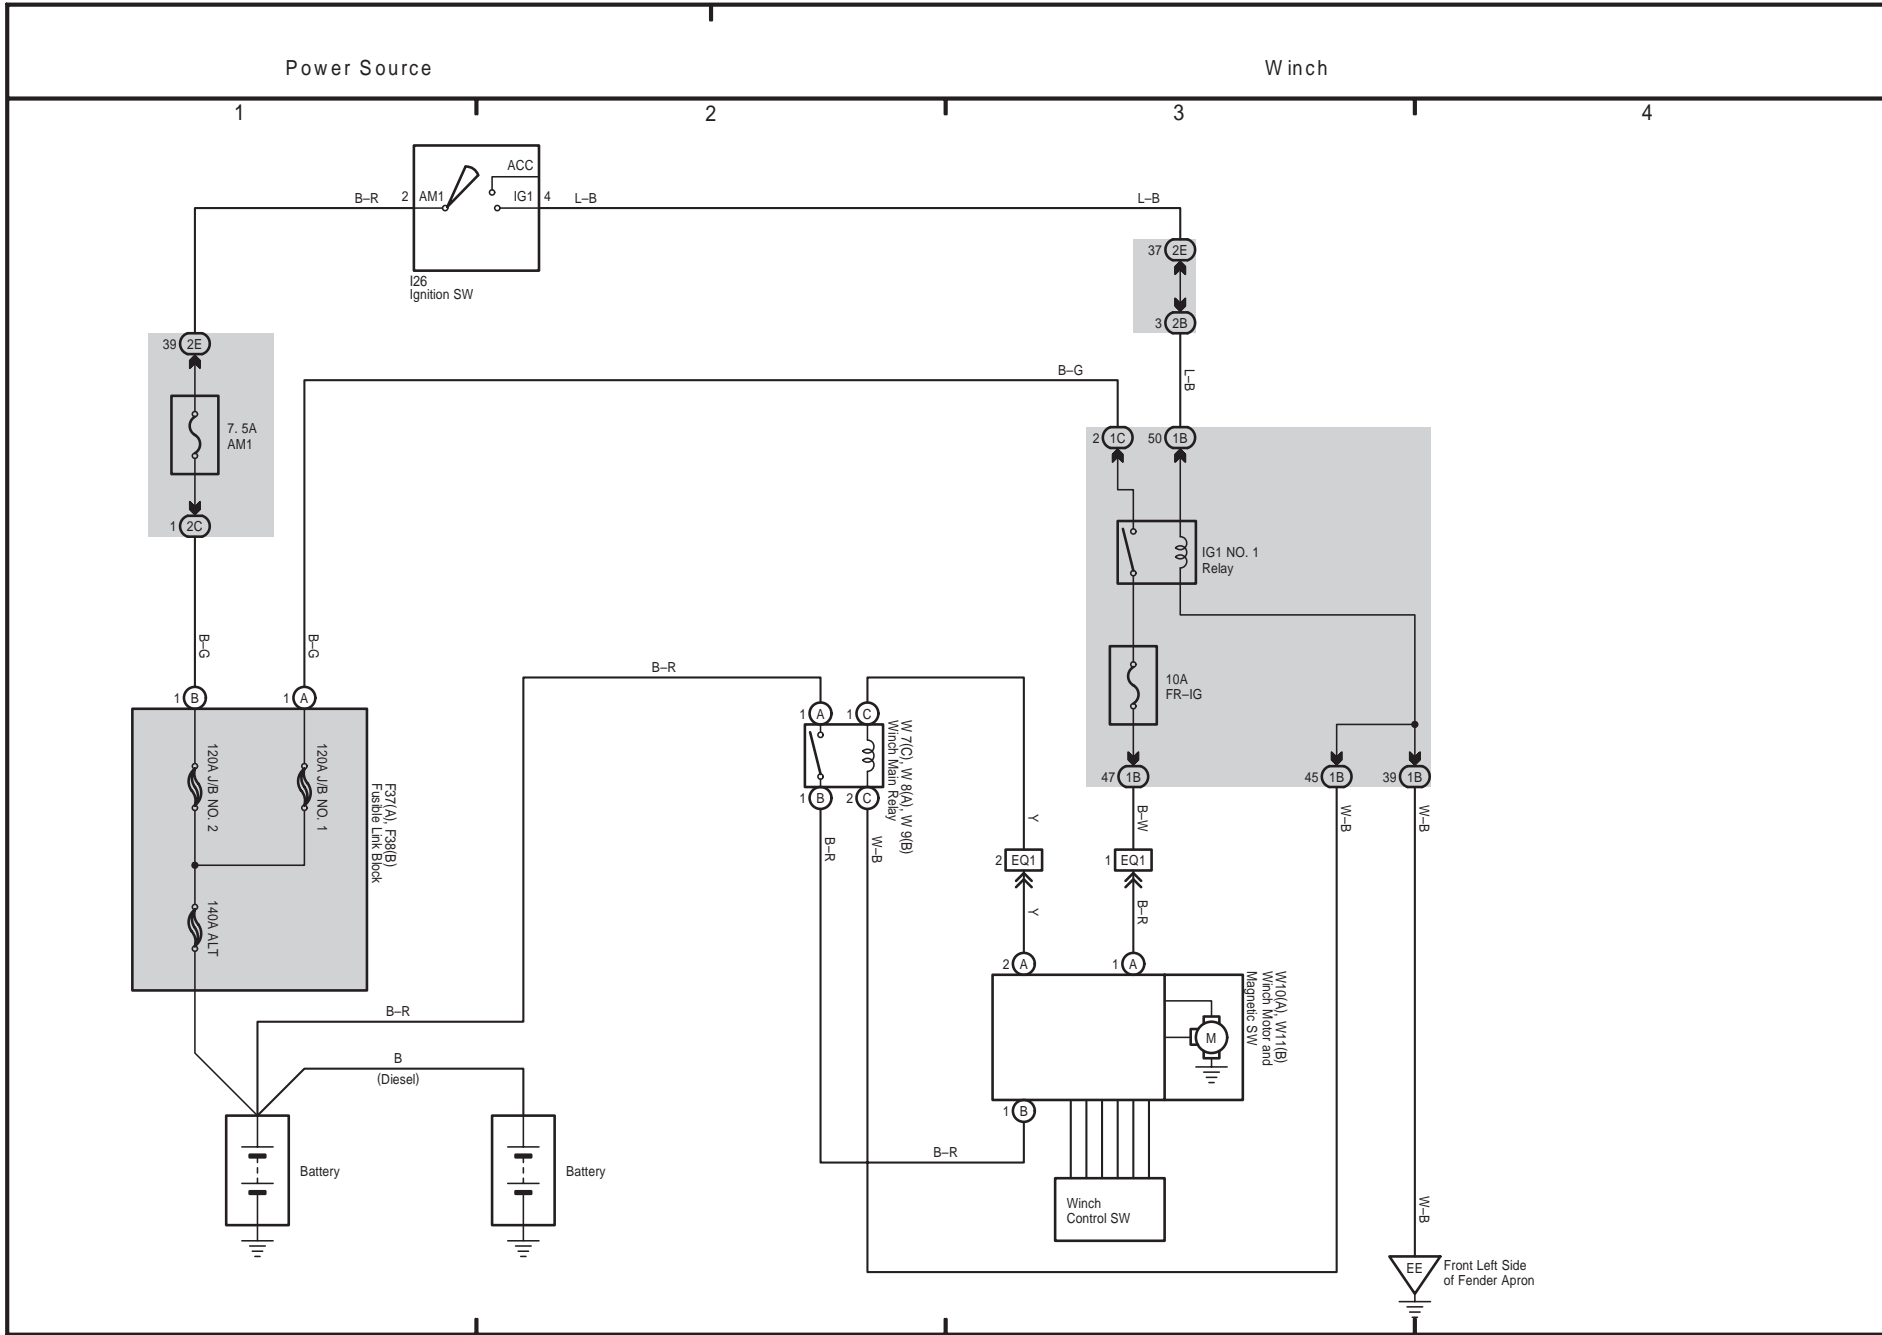 Power Source
Winch
1
2
3
4
ACC
B–R
2
AM1
IG1
4
L–B
L–B
I26
Ignition SW
37
2E
3
2B
39
2E
B–G
L–B
7. 5A
AM1
2
1C
50
1B
1
2C
IG1 NO. 1
Relay
B–G
B–G
B–R
10A
FR–IG
1
B
1
A
1
A
1
C
W 7(C), W 8(A), W 9(B)
Winch Main Relay
120A J/B NO. 2
120A J/B NO. 1
F37(A), F38(B)
Fusible Link Block
47
1B
45
1B
39
1B
1
B
2
C
B–R
W–B
Y
B–W
W–B
W–B
2
EQ1
1
EQ1
140A ALT
Y
B–R
2
A
1
A
W10(A), W11(B)
Winch Motor and
Magnetic SW
B–R
M
B
(Diesel)
1
B
B–R
Battery
Battery
Winch
Control SW
W–B
EE
Front Left Side
of Fender Apron